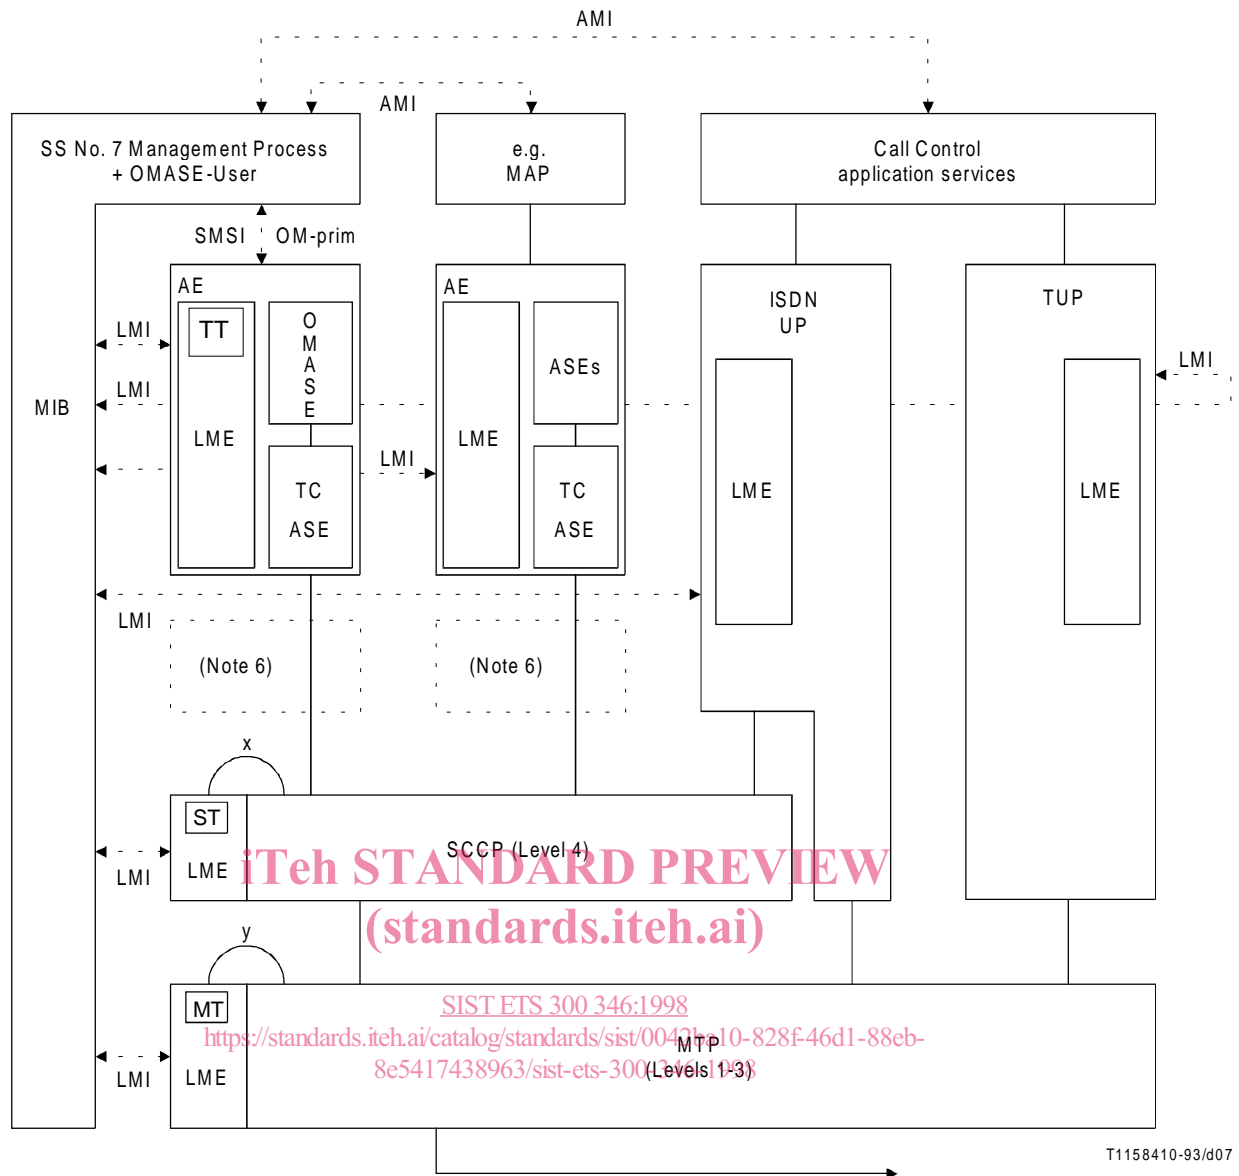 AMI
AMI
SS No. 7 Management Process
+ OMASE-User
e.g.
MAP
Call Control
application services
SMSI
OM-prim
AE
TT
LME
OMASE
TC
ASE
AE
LME
ASEs
TC
ASE
ISDN
UP
LME
TUP
LME
LMI
LMI
LMI
LMI
MIB
LMI
(Note 6)
(Note 6)
x
ST
LME
SCCP (Level 4)
LMI
iTeh STANDARD PREVIEW
(standards.iteh.ai)
y
MT
LME
SIST ETS 300 346:1998
https://standards.iteh.ai/catalog/standards/sist/0042ba10-828f-46d1-88eb-
8e5417438963/sist-ets-300-346-1998
MTP
(Levels 1-3)
LMI
T1158410-93/d07